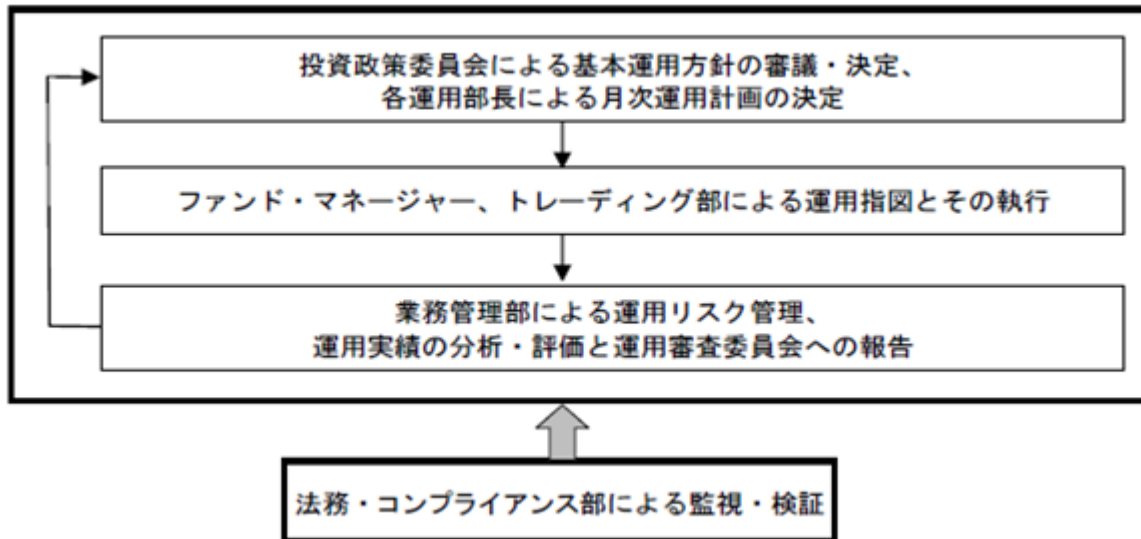 投資政策委員会による基本運用方針の審議・決定、
各運用部長による月次運用計画の決定
ファンド・マネージャー、トレーディング部による運用指図とその執行
業務管理部による運用リスク管理、
運用実績の分析・評価と運用審査委員会への報告
法務・コンプライアンス部による監視・検証